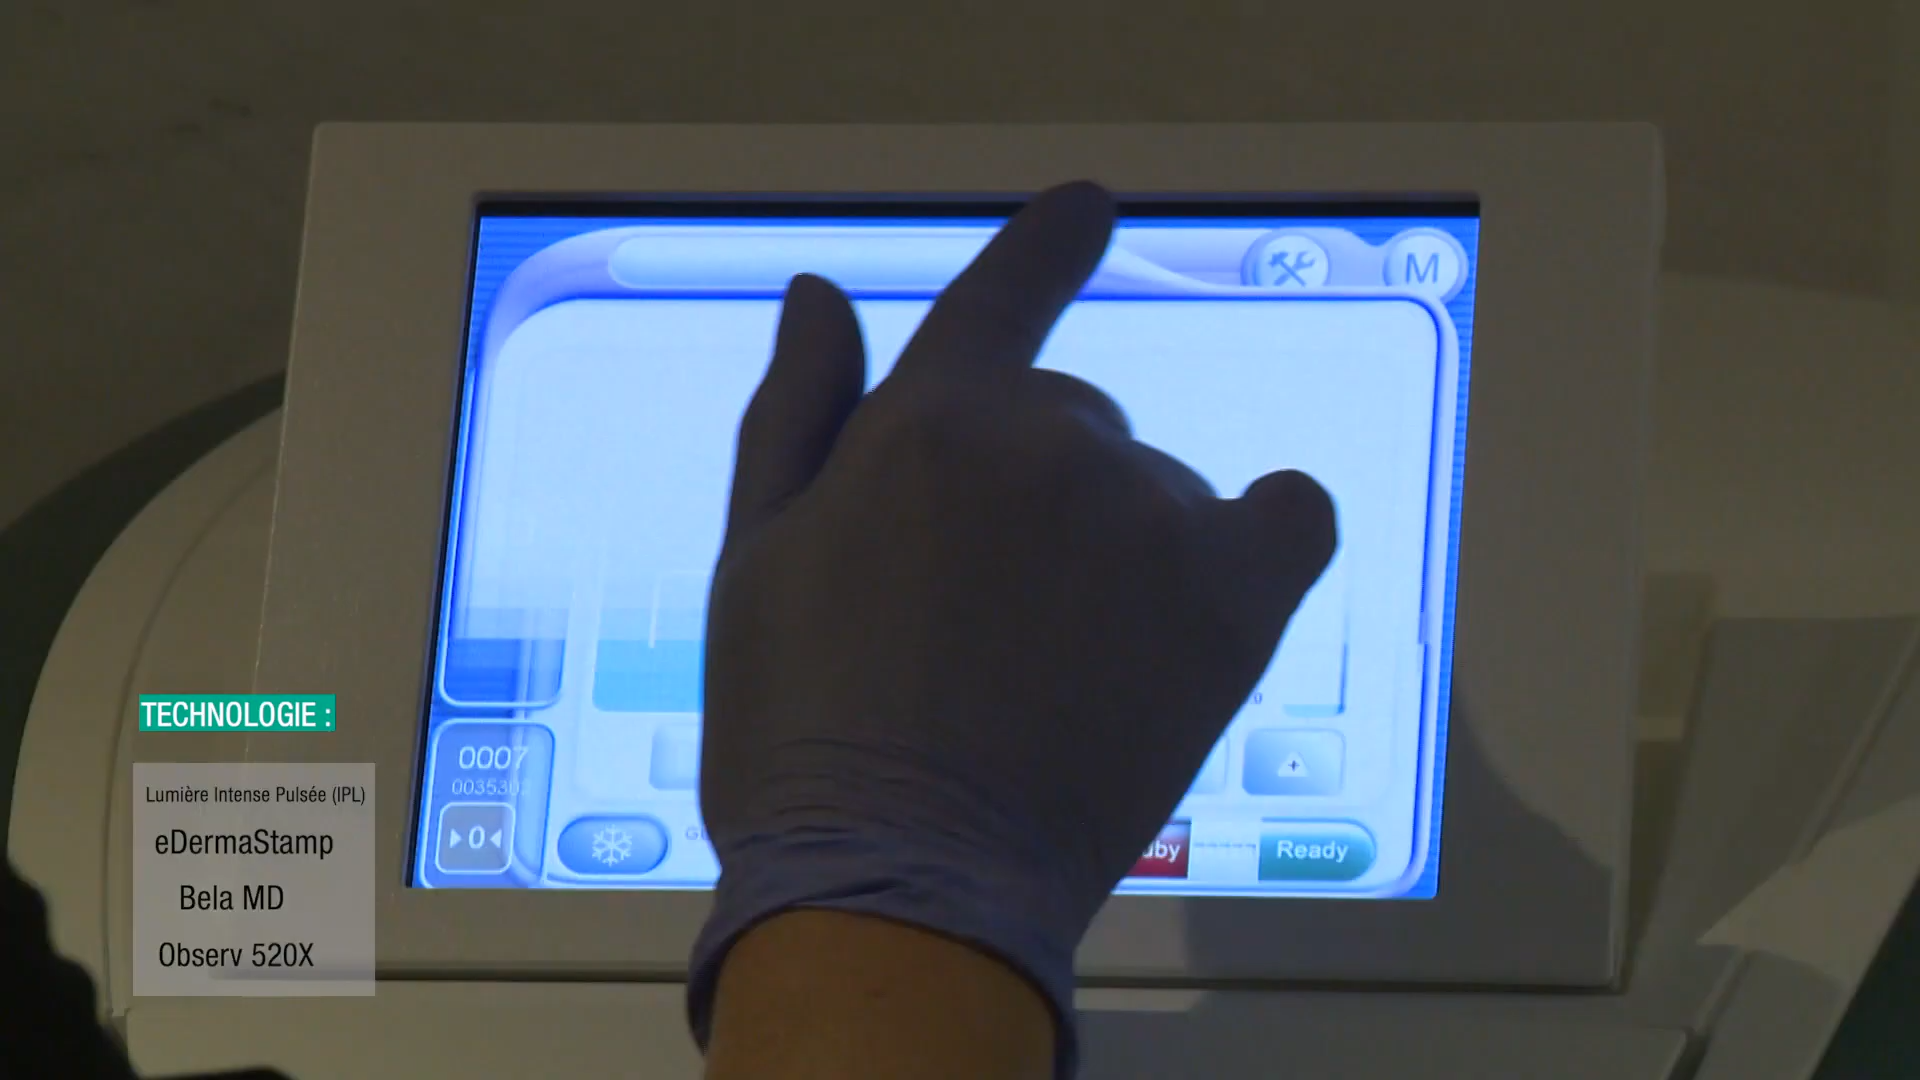 M
TECHNOLOGIE :
0007
Lumière Intense Pulsée (IPL)
eDermaStamp
0
Ready
Bela MD
Observ 520X